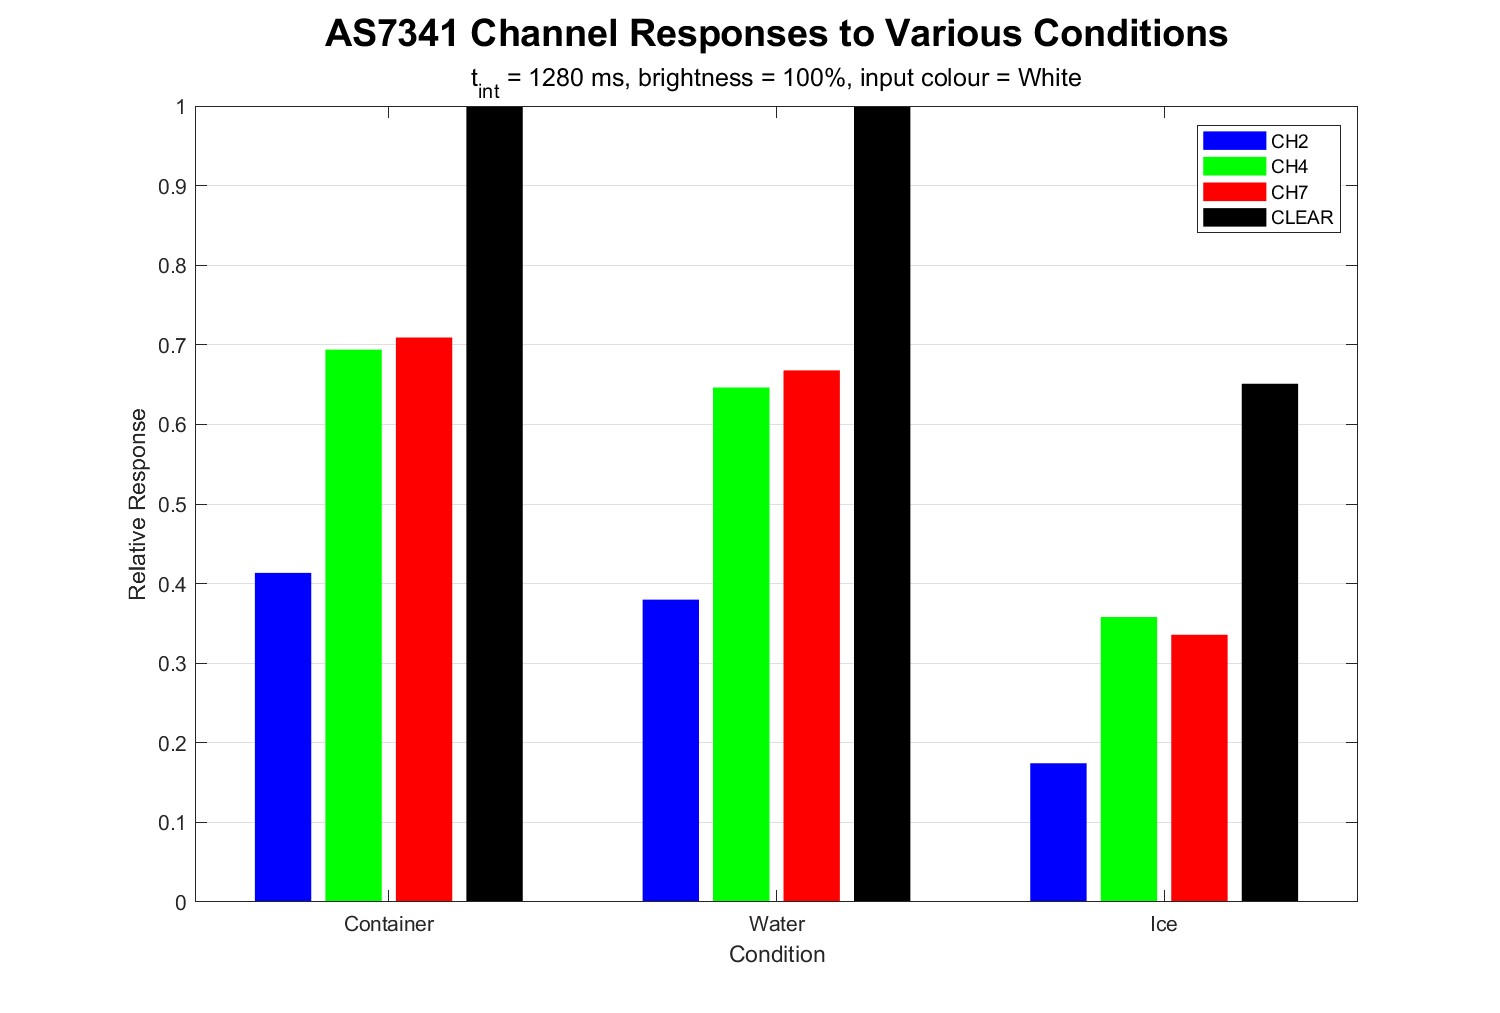 AS7341 Channel Responses to Various Conditions
t_int = 1280 ms, brightness = 100%, input colour = White
1
0.9
0.8
0.7
0.6
0.5
0.4
0.3
0.2
0.1
0
Relative Response
CH2
CH4
CH7
CLEAR
Container
Water
Ice
Condition